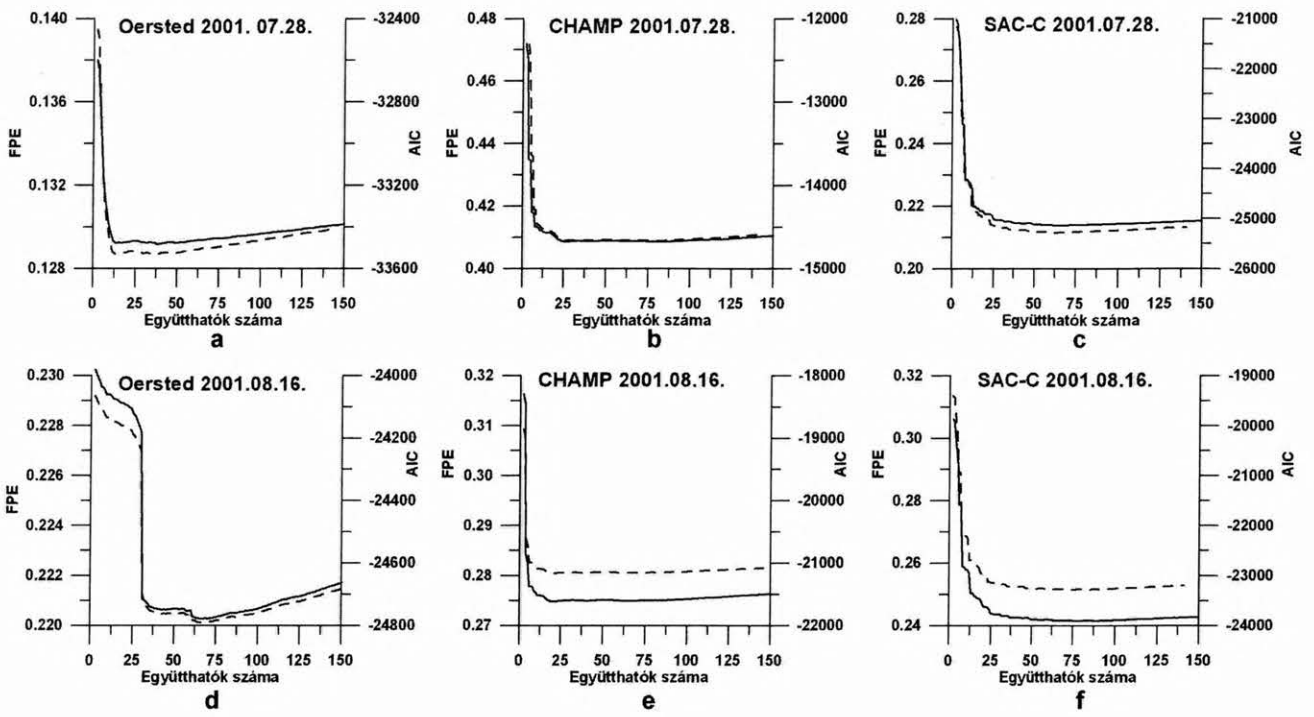 Oersted 2001. 07.28.
0.140
0.136
0.132
0.128
FPE
-32400
-32800
-33200
-33600
AIC
0 25 50 75 100 125 150
Együtthatók száma
a
CHAMP 2001.07.28.
0.48
0.46
0.44
0.42
0.40
FPE
-12000
-13000
-14000
-15000
AIC
0 25 50 75 100 125 150
Együtthatók száma
b
SAC-C 2001.07.28.
0.28
0.26
0.24
0.22
0.20
FPE
-21000
-22000
-23000
-24000
-25000
-26000
AIC
0 25 50 75 100 125 150
Együtthatók száma
c
Oersted 2001.08.16.
0.230
0.228
0.226
0.224
0.222
0.220
FPE
-24000
-24200
-24400
-24600
-24800
AIC
0 25 50 75 100 125 150
Együtthatók száma
d
CHAMP 2001.08.16.
0.32
0.31
0.30
0.29
0.28
0.27
FPE
-18000
-19000
-20000
-21000
-22000
AIC
0 25 50 75 100 125 150
Együtthatók száma
e
SAC-C 2001.08.16.
0.32
0.30
0.28
0.26
0.24
FPE
-19000
-20000
-21000
-22000
-23000
-24000
AIC
0 25 50 75 100 125 150
Együtthatók száma
f